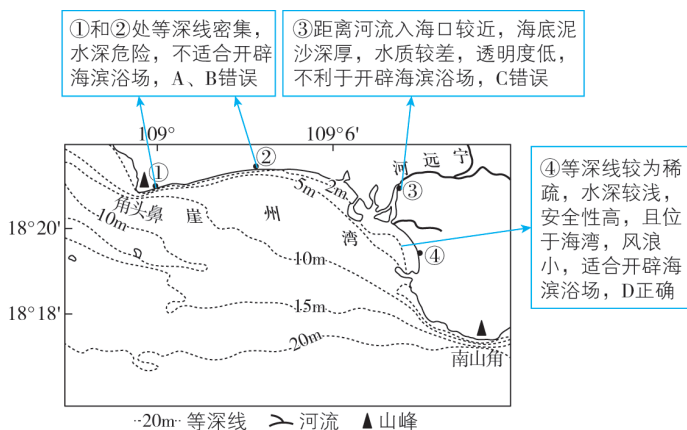 ①和②处等深线密集，
水深危险，不适合开辟
海滨浴场，A、B错误
③距离河流入海口较近，海底泥
沙深厚，水质较差，透明度低，
不利于开辟海滨浴场，C错误
④等深线较为稀
疏，水深较浅，
安全性高，且位
于海湾，风浪
小，适合开辟海
滨浴场，D正确
109° 109°6′
18°20′
18°18′
①
②
③
④
宁远河
角头鼻
崖州湾
2m
5m
10m
10m
15m
20m
南山角
20m 等深线 河流 山峰